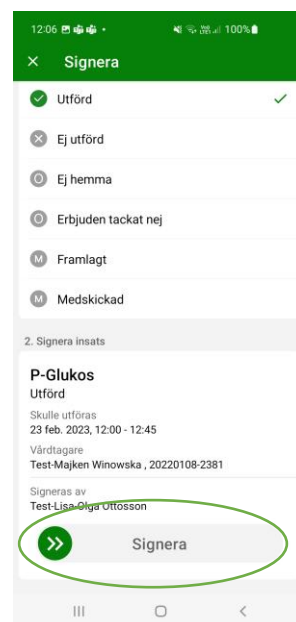 12:06 100%
× Signera
Utförd
Ej utförd
O Ej hemma
O Erbjuden tackat nej
M Framlagt
M Medskickad
2. Signera insats
P-Glukos
Utförd
Skulle utföras
23 feb. 2023, 12:00 - 12:45
Vårdtagare
Test-Majken Winowska , 20220108-2381
Signeras av
Test-Lisa-Olga Ottosson
Signera